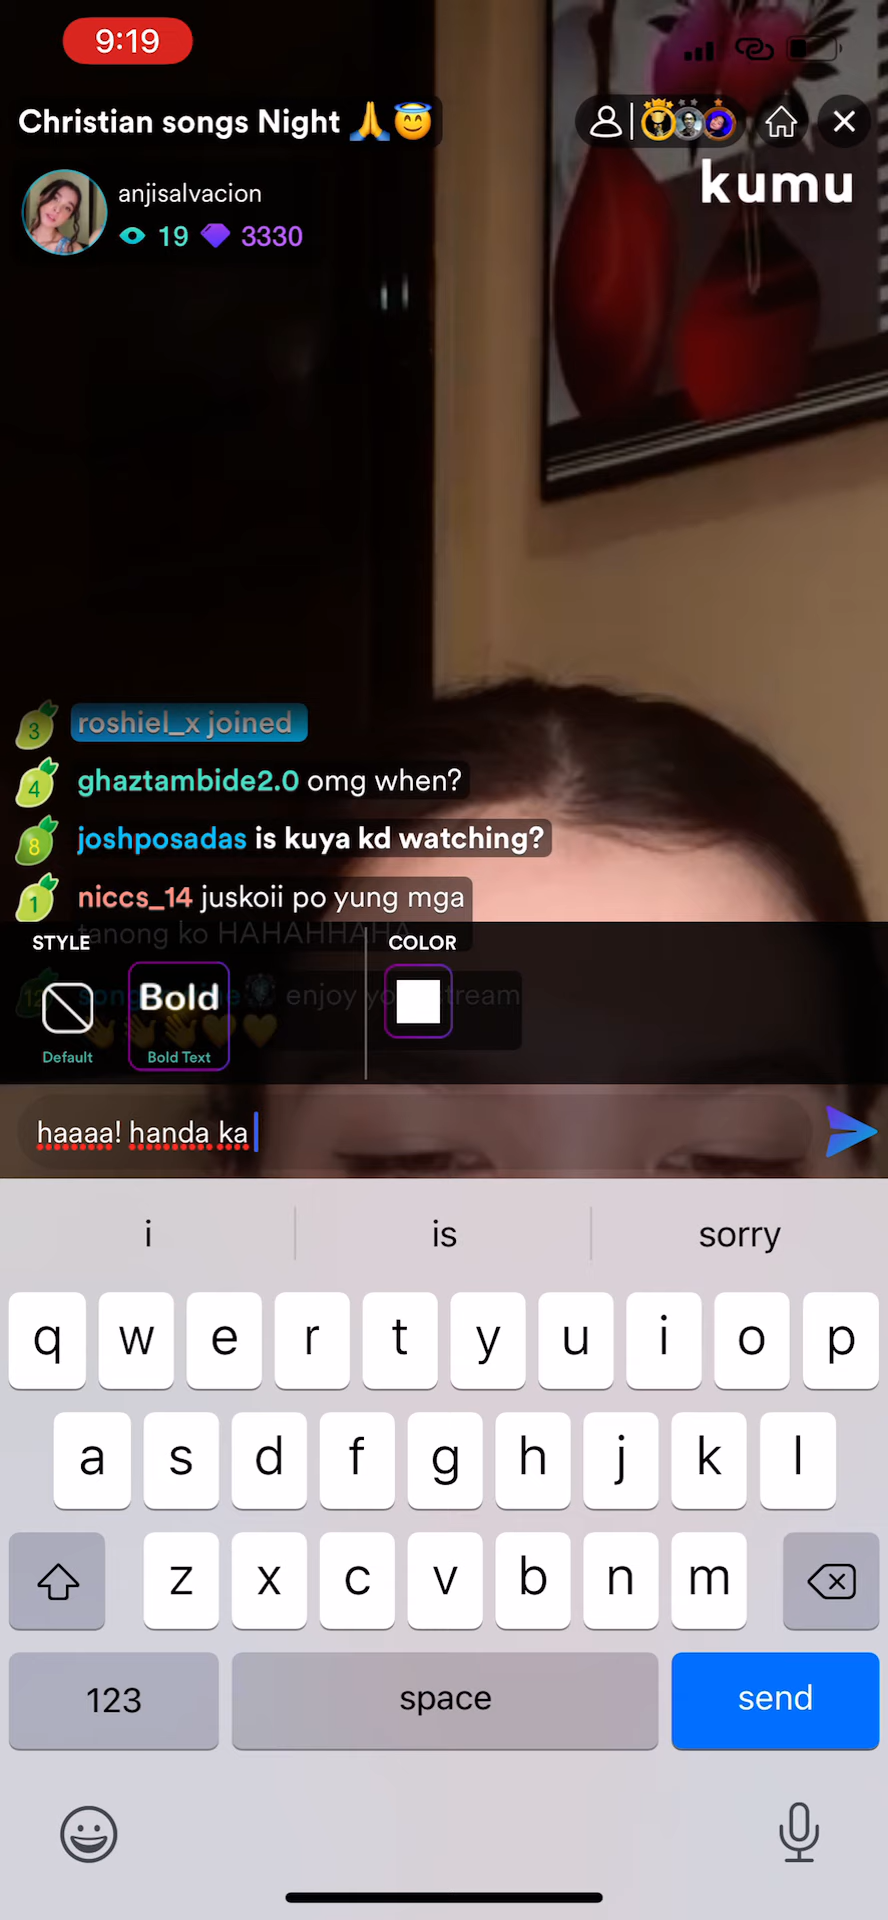 9:19
Christian songs Night 🙏😇
kumu
anjisalvacion
19 3330
3 roshiel_x joined
4 ghaztambide2.0 omg when?
8 joshposadas is kuya kd watching?
1 niccs_14 juskoii po yung mga
tanong ko HAHAHHAHA
STYLE COLOR
Bold
enjoy
Default Bold Text
haaaa! handa ka
i is sorry
q w e r t y u i o p
a s d f g h j k l
z x c v b n m
123 space send